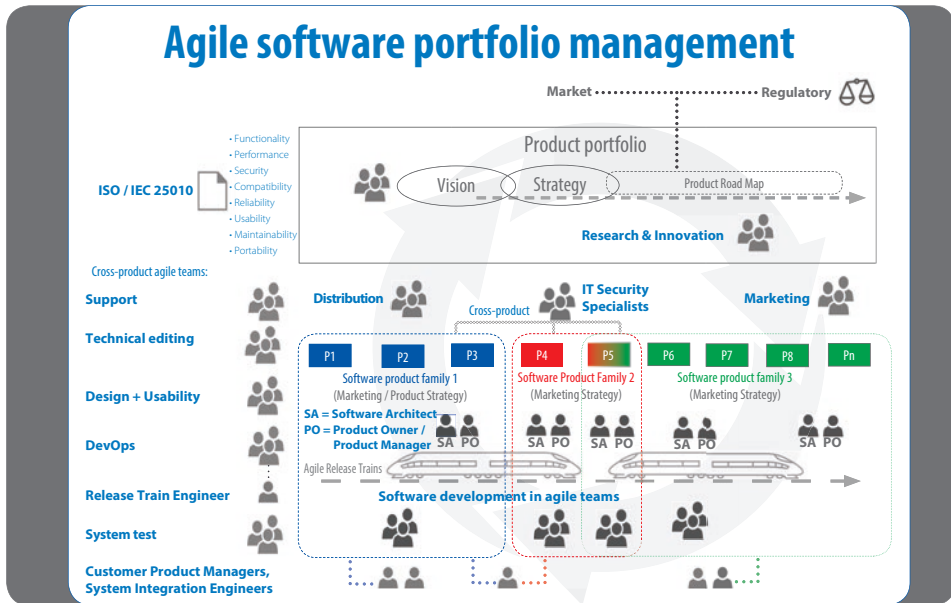 Agile software portfolio management
Market
Regulatory
• Functionality
• Performance
• Security
• Compatibility
• Reliability
• Usability
• Maintainability
• Portability
ISO / IEC 25010
Product portfolio
Vision
Strategy
Product Road Map
Research & Innovation
Cross-product agile teams:
Support
Technical editing
Design + Usability
DevOps
Release Train Engineer
System test
Customer Product Managers,
System Integration Engineers
Distribution
Cross-product
IT Security
Specialists
Marketing
P1
P2
P3
P4
P5
P6
P7
P8
Pn
Software product family 1
(Marketing / Product Strategy)
Software Product Family 2
(Marketing Strategy)
Software product family 3
(Marketing Strategy)
SA = Software Architect
PO = Product Owner /
Product Manager
SA PO
SA PO
SA PO
SA PO
SA PO
Agile Release Trains
Software development in agile teams